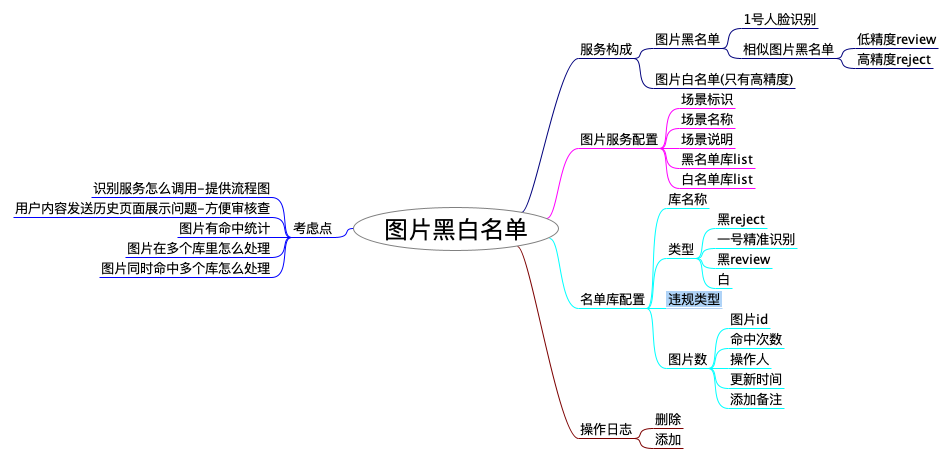 图片黑白名单
服务构成
图片黑名单
1号人脸识别
相似图片黑名单
低精度review
高精度reject
图片白名单(只有高精度)
图片服务配置
场景标识
场景名称
场景说明
黑名单库list
白名单库list
名单库配置
库名称
类型
黑reject
一号精准识别
黑review
白
违规类型
图片数
图片id
命中次数
操作人
更新时间
添加备注
操作日志
删除
添加
考虑点
识别服务怎么调用-提供流程图
用户内容发送历史页面展示问题-方便审核查
图片有命中统计
图片在多个库里怎么处理
图片同时命中多个库怎么处理